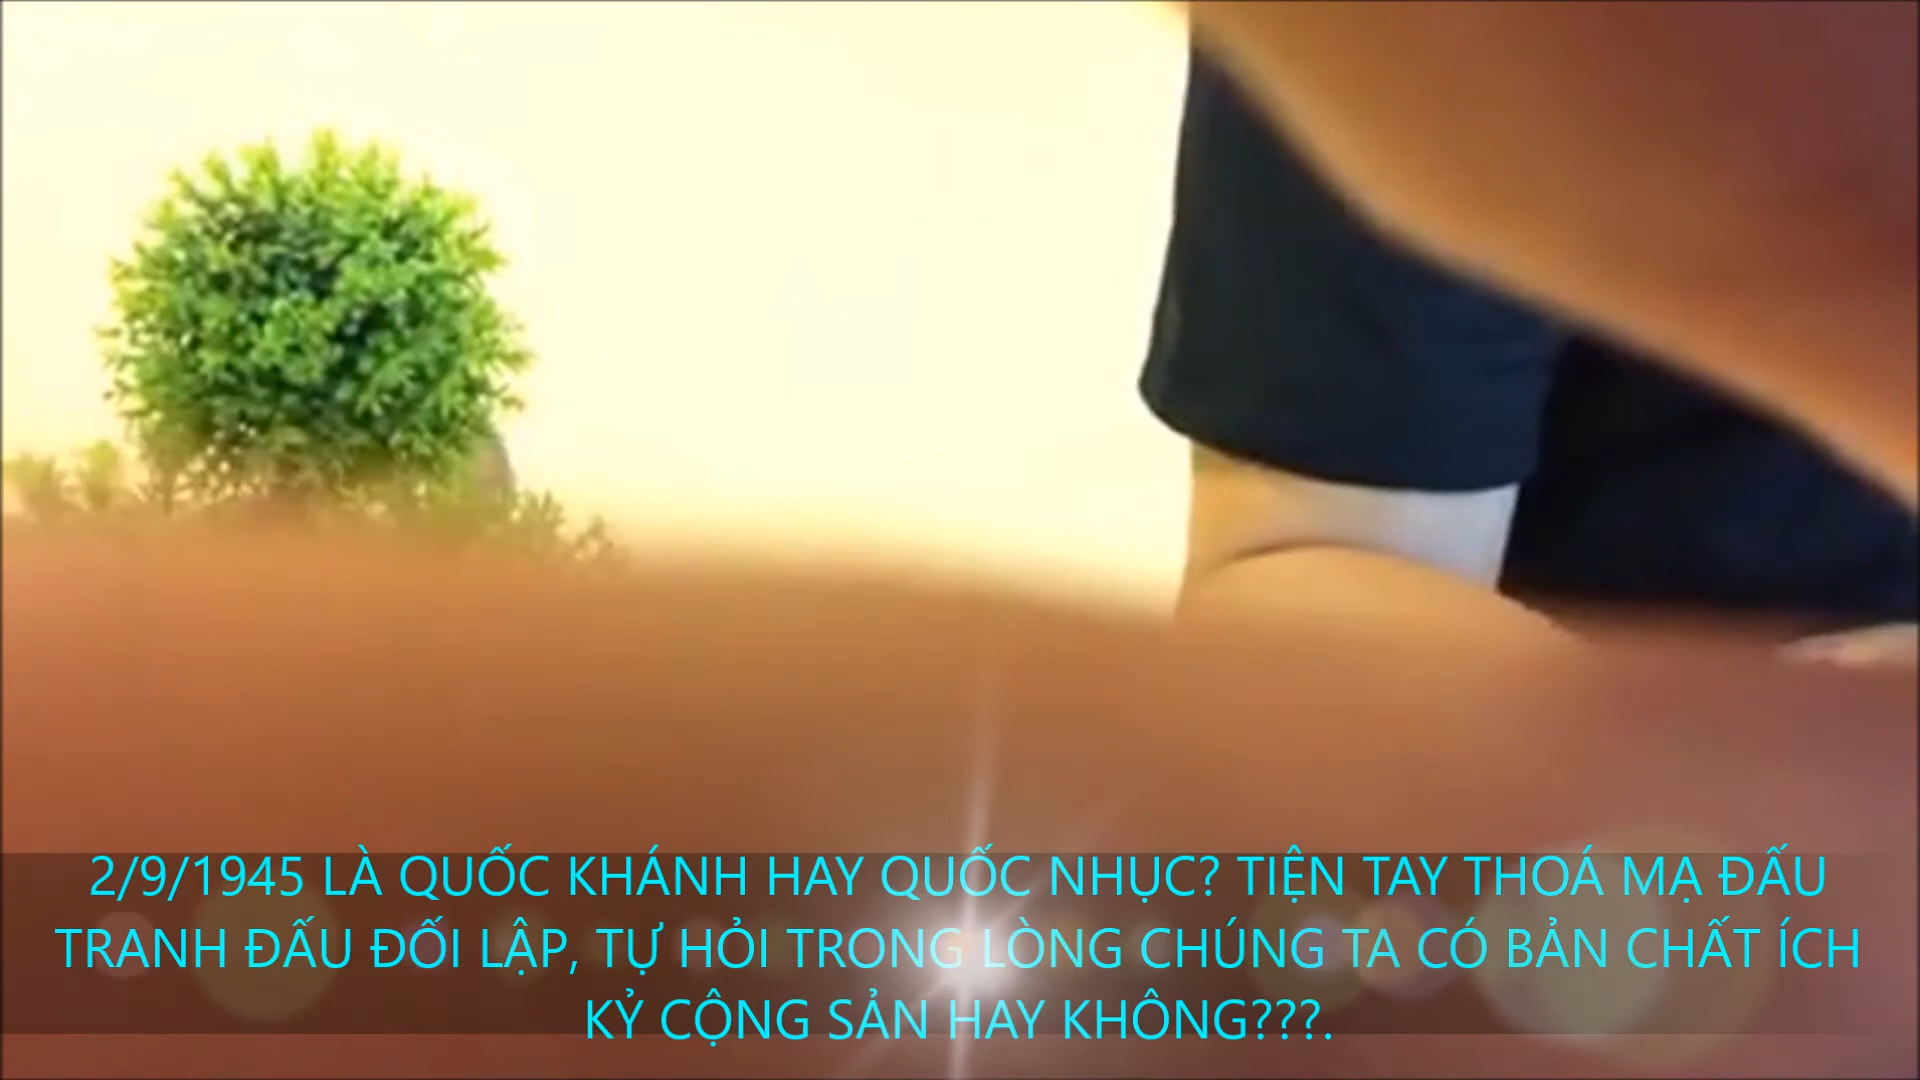 2/9/1945 LÀ QUỐC KHÁNH HAY QUỐC NHỤC? TIỆN TAY THOÁ MẠ ĐẤU
TRANH ĐẤU ĐỐI LẬP, TỰ HỎI TRONG LÒNG CHÚNG TA CÓ BẢN CHẤT ÍCH
KỶ CỘNG SẢN HAY KHÔNG???.